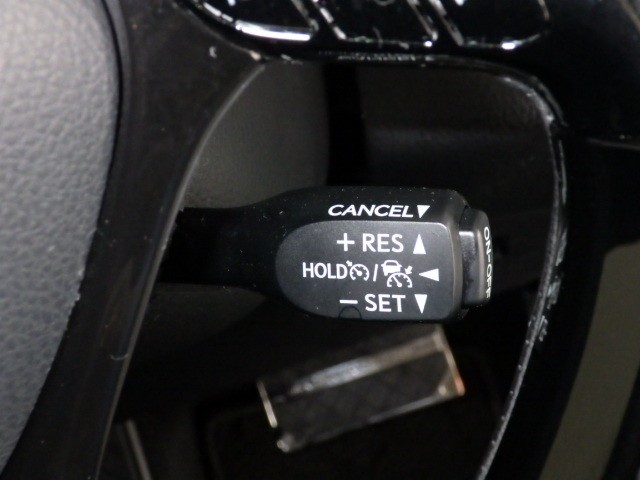 CANCEL▼
+ RES ▲
HOLD / ◀
− SET ▼
ON-OFF